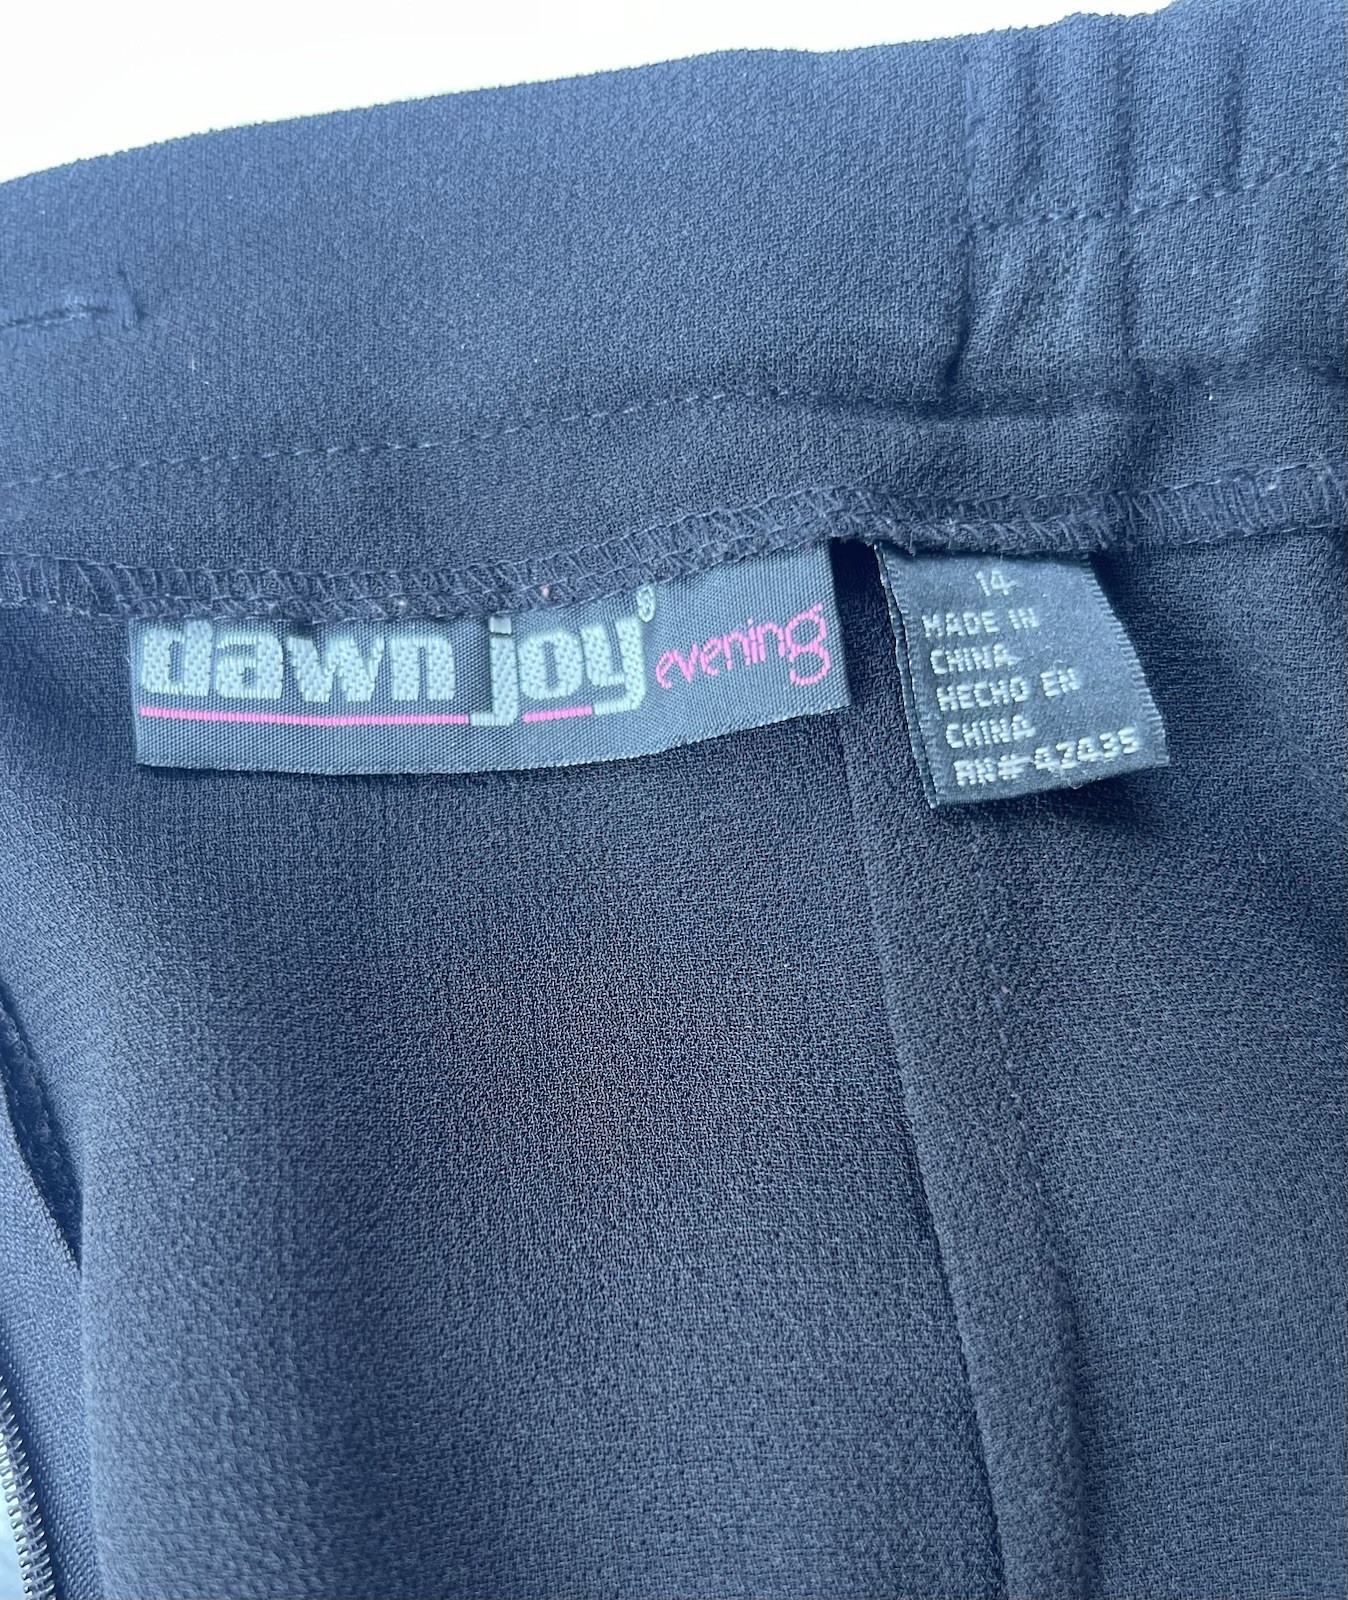 dawn joy® evening
14
MADE IN
CHINA
HECHO EN
CHINA
RN# 42435